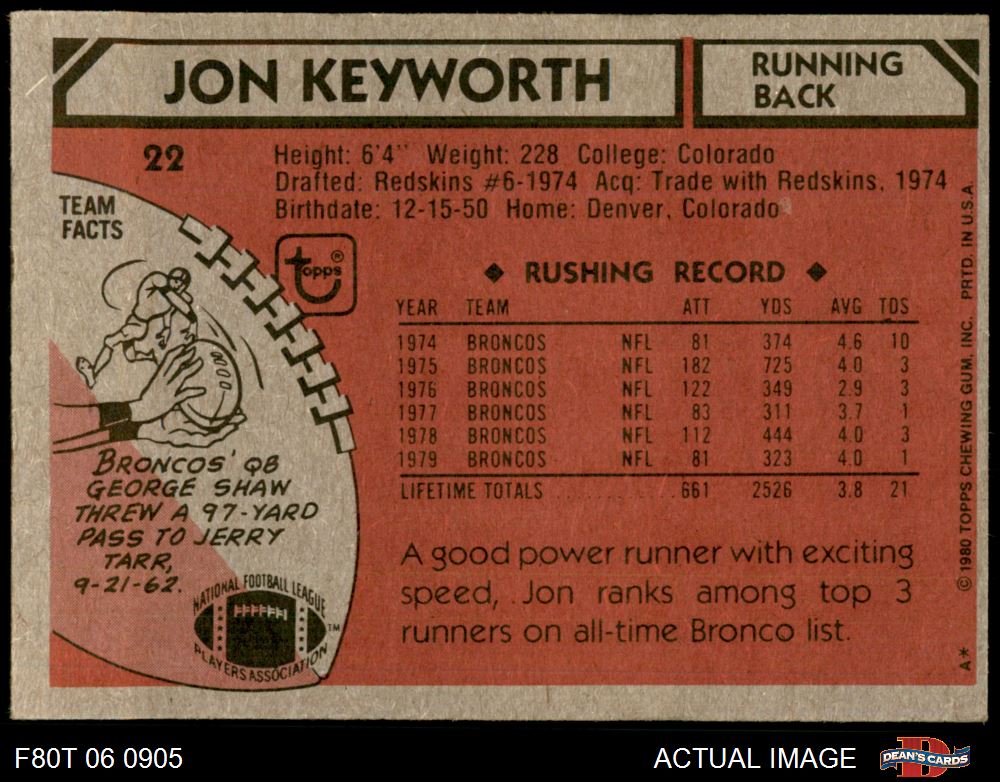 JON KEYWORTH
RUNNING
BACK
22
Height: 6'4" Weight: 228 College: Colorado
Drafted: Redskins #6-1974 Acq: Trade with Redskins, 1974
Birthdate: 12-15-50 Home: Denver, Colorado
TEAM
FACTS
topps ®
BRONCOS' QB
GEORGE SHAW
THREW A 97-YARD
PASS TO JERRY
TARR,
9-21-62.
NATIONAL FOOTBALL LEAGUE
PLAYERS ASSOCIATION
TM
◆ RUSHING RECORD ◆
YEAR TEAM ATT YDS AVG TDS
1974 BRONCOS NFL 81 374 4.6 10
1975 BRONCOS NFL 182 725 4.0 3
1976 BRONCOS NFL 122 349 2.9 3
1977 BRONCOS NFL 83 311 3.7 1
1978 BRONCOS NFL 112 444 4.0 3
1979 BRONCOS NFL 81 323 4.0 1
LIFETIME TOTALS ............ 661 2526 3.8 21
A good power runner with exciting
speed, Jon ranks among top 3
runners on all-time Bronco list.
A* © 1980 TOPPS CHEWING GUM, INC. PRTD. IN U.S.A.
F80T 06 0905
ACTUAL IMAGE
DEAN'S CARDS